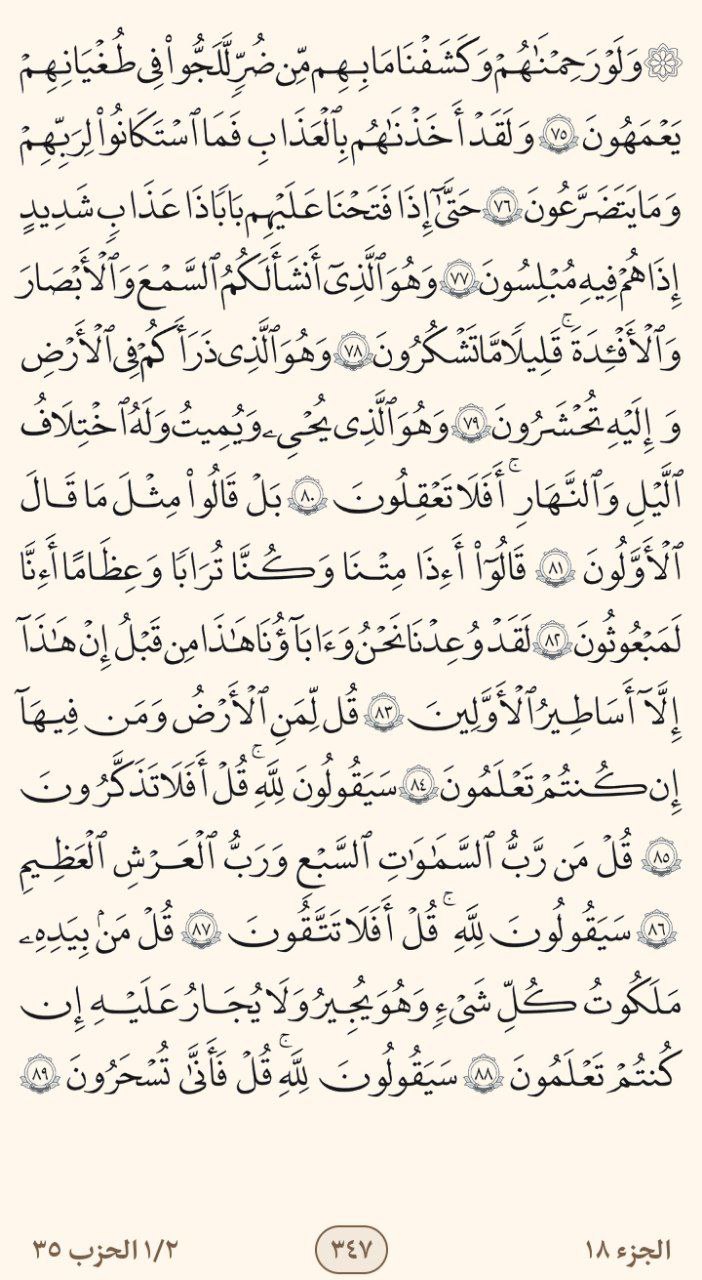 ۞ وَلَوْ رَحِمْنَٰهُمْ وَكَشَفْنَا مَا بِهِم مِّن ضُرٍّ لَّلَجُّوا۟ فِى طُغْيَٰنِهِمْ
يَعْمَهُونَ ٧٥ وَلَقَدْ أَخَذْنَٰهُم بِٱلْعَذَابِ فَمَا ٱسْتَكَانُوا۟ لِرَبِّهِمْ
وَمَا يَتَضَرَّعُونَ ٧٦ حَتَّىٰٓ إِذَا فَتَحْنَا عَلَيْهِم بَابًا ذَا عَذَابٍ شَدِيدٍ
إِذَا هُمْ فِيهِ مُبْلِسُونَ ٧٧ وَهُوَ ٱلَّذِىٓ أَنشَأَ لَكُمُ ٱلسَّمْعَ وَٱلْأَبْصَٰرَ
وَٱلْأَفْـِٔدَةَ ۚ قَلِيلًا مَّا تَشْكُرُونَ ٧٨ وَهُوَ ٱلَّذِى ذَرَأَكُمْ فِى ٱلْأَرْضِ
وَإِلَيْهِ تُحْشَرُونَ ٧٩ وَهُوَ ٱلَّذِى يُحْىِۦ وَيُمِيتُ وَلَهُ ٱخْتِلَٰفُ
ٱلَّيْلِ وَٱلنَّهَارِ ۚ أَفَلَا تَعْقِلُونَ ٨٠ بَلْ قَالُوا۟ مِثْلَ مَا قَالَ
ٱلْأَوَّلُونَ ٨١ قَالُوٓا۟ أَءِذَا مِتْنَا وَكُنَّا تُرَابًا وَعِظَٰمًا أَءِنَّا
لَمَبْعُوثُونَ ٨٢ لَقَدْ وُعِدْنَا نَحْنُ وَءَابَآؤُنَا هَٰذَا مِن قَبْلُ إِنْ هَٰذَآ
إِلَّآ أَسَٰطِيرُ ٱلْأَوَّلِينَ ٨٣ قُل لِّمَنِ ٱلْأَرْضُ وَمَن فِيهَآ
إِن كُنتُمْ تَعْلَمُونَ ٨٤ سَيَقُولُونَ لِلَّهِ ۚ قُلْ أَفَلَا تَذَكَّرُونَ
٨٥ قُلْ مَن رَّبُّ ٱلسَّمَٰوَٰتِ ٱلسَّبْعِ وَرَبُّ ٱلْعَرْشِ ٱلْعَظِيمِ
٨٦ سَيَقُولُونَ لِلَّهِ ۚ قُلْ أَفَلَا تَتَّقُونَ ٨٧ قُلْ مَنۢ بِيَدِهِۦ
مَلَكُوتُ كُلِّ شَىْءٍ وَهُوَ يُجِيرُ وَلَا يُجَارُ عَلَيْهِ إِن
كُنتُمْ تَعْلَمُونَ ٨٨ سَيَقُولُونَ لِلَّهِ ۚ قُلْ فَأَنَّىٰ تُسْحَرُونَ ٨٩
الجزء ١٨ ٣٤٧ ١/٢ الحزب ٣٥